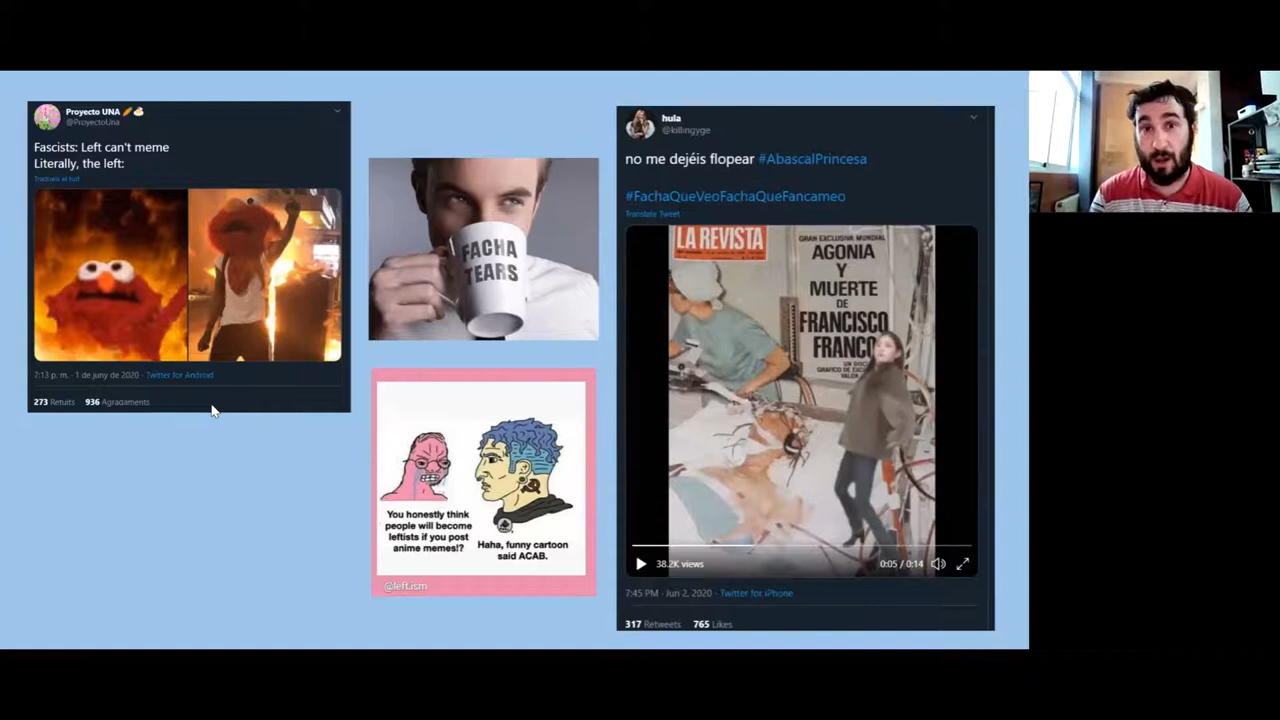 Proyecto UNA
@ProyectoUna
Fascists: Left can't meme
Literally, the left:
Tradueix el tuit
7:13 p. m. · 1 de juny de 2020 · Twitter for Android
273 Retuits 936 Agradaments
FACHA
TEARS
You honestly think
people will become
leftists if you post
anime memes!?
Haha, funny cartoon
said ACAB.
@left.ism
hula
@killingyge
no me dejéis flopear #AbascalPrincesa
#FachaQueVeoFachaQueFancameo
Translate Tweet
LA REVISTA
GRAN EXCLUSIVA MUNDIAL
AGONIA
Y
MUERTE
DE
FRANCISCO
FRANCO
38.2K views
0:05 / 0:14
7:45 PM · Jun 2, 2020 · Twitter for iPhone
317 Retweets 765 Likes